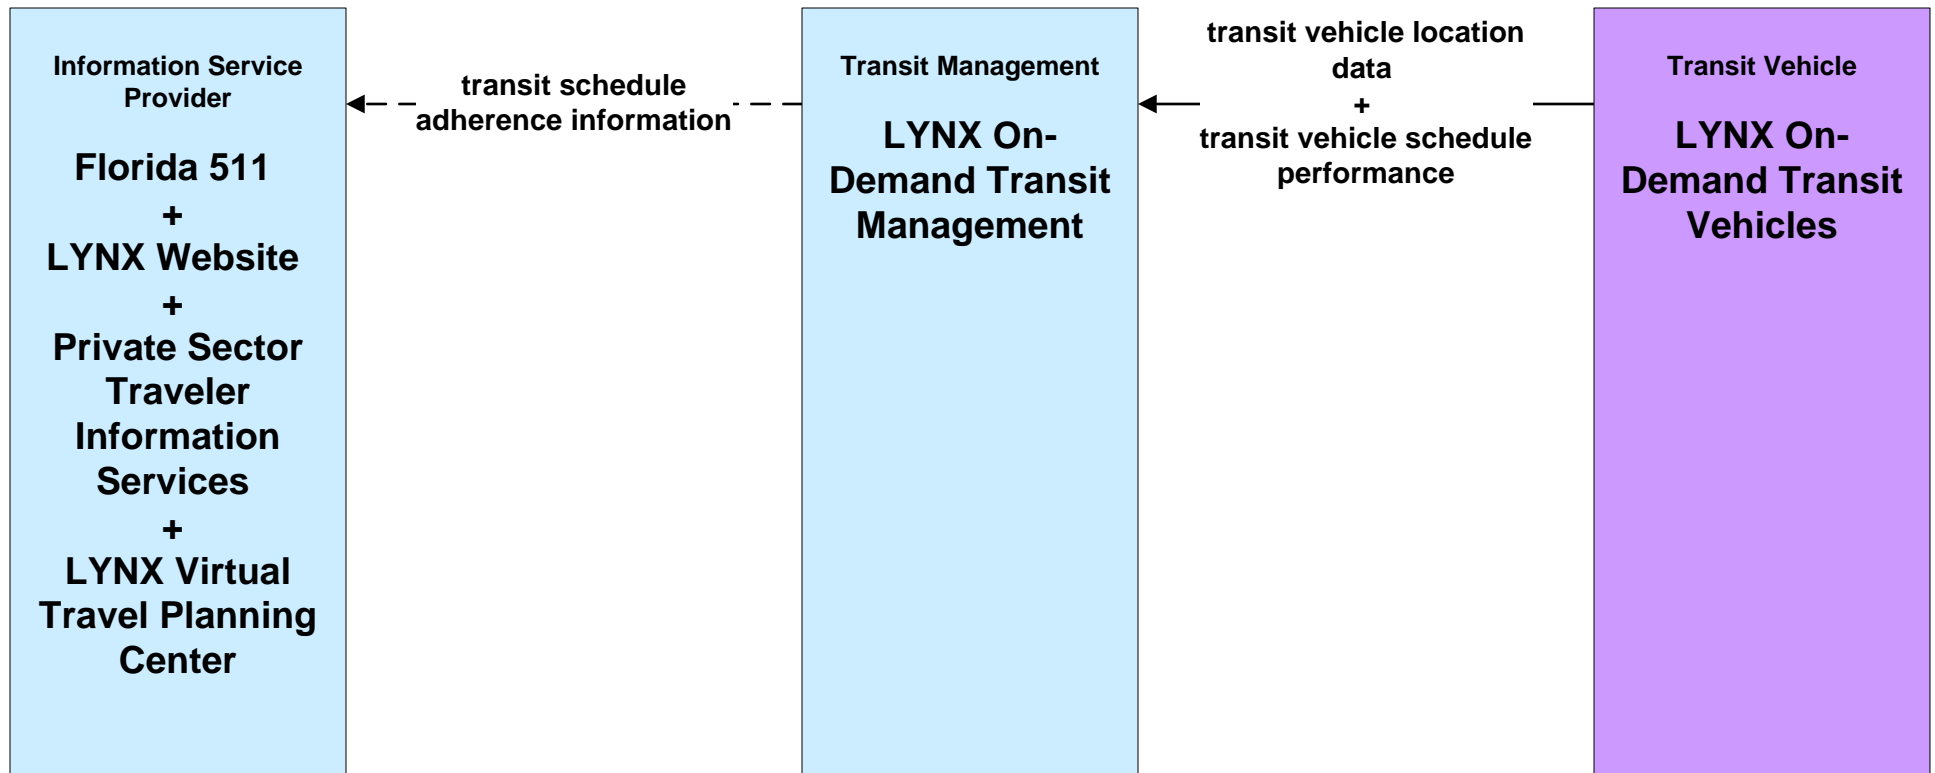 Information Service
Provider
Florida 511
+
LYNX Website
+
Private Sector
Traveler
Information
Services
+
LYNX Virtual
Travel Planning
Center
transit schedule
adherence information
Transit Management
LYNX On-
Demand Transit
Management
transit vehicle location
data
+
transit vehicle schedule
performance
Transit Vehicle
LYNX On-
Demand Transit
Vehicles